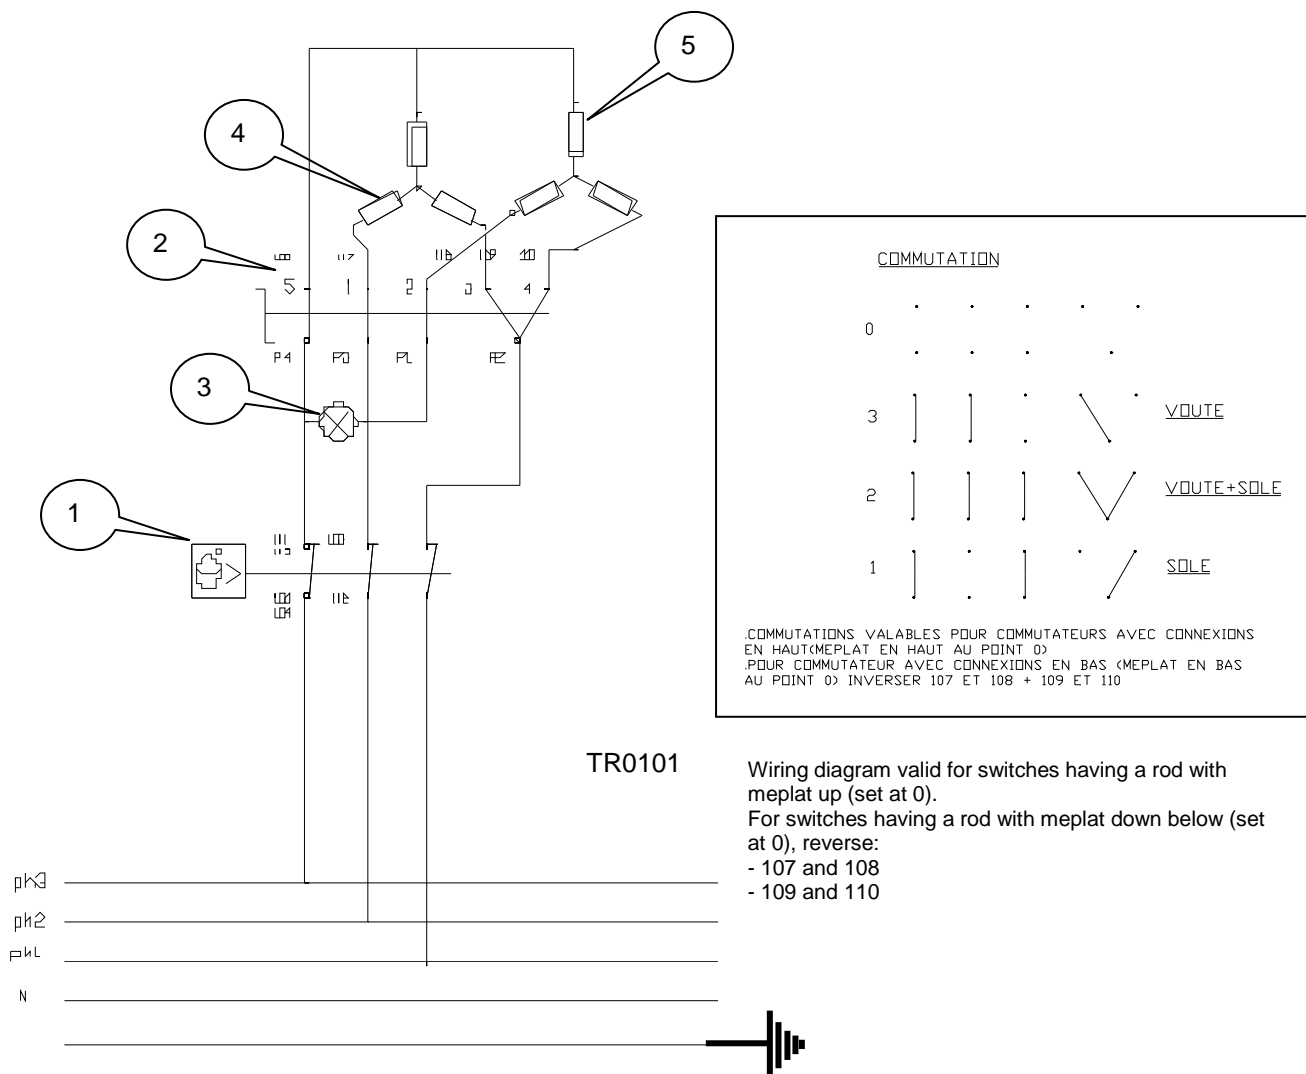 5
4
2
5 1 2 3 4
P4
3
1
COMMUTATION
0
3 VOUTE
2 VOUTE+SOLE
1 SOLE
.COMMUTATIONS VALABLES POUR COMMUTATEURS AVEC CONNEXIONS
EN HAUT(MEPLAT EN HAUT AU POINT 0)
.POUR COMMUTATEUR AVEC CONNEXIONS EN BAS (MEPLAT EN BAS
AU POINT 0) INVERSER 107 ET 108 + 109 ET 110
TR0101
Wiring diagram valid for switches having a rod with
meplat up (set at 0).
For switches having a rod with meplat down below (set
at 0), reverse:
- 107 and 108
- 109 and 110
ph3
ph2
N